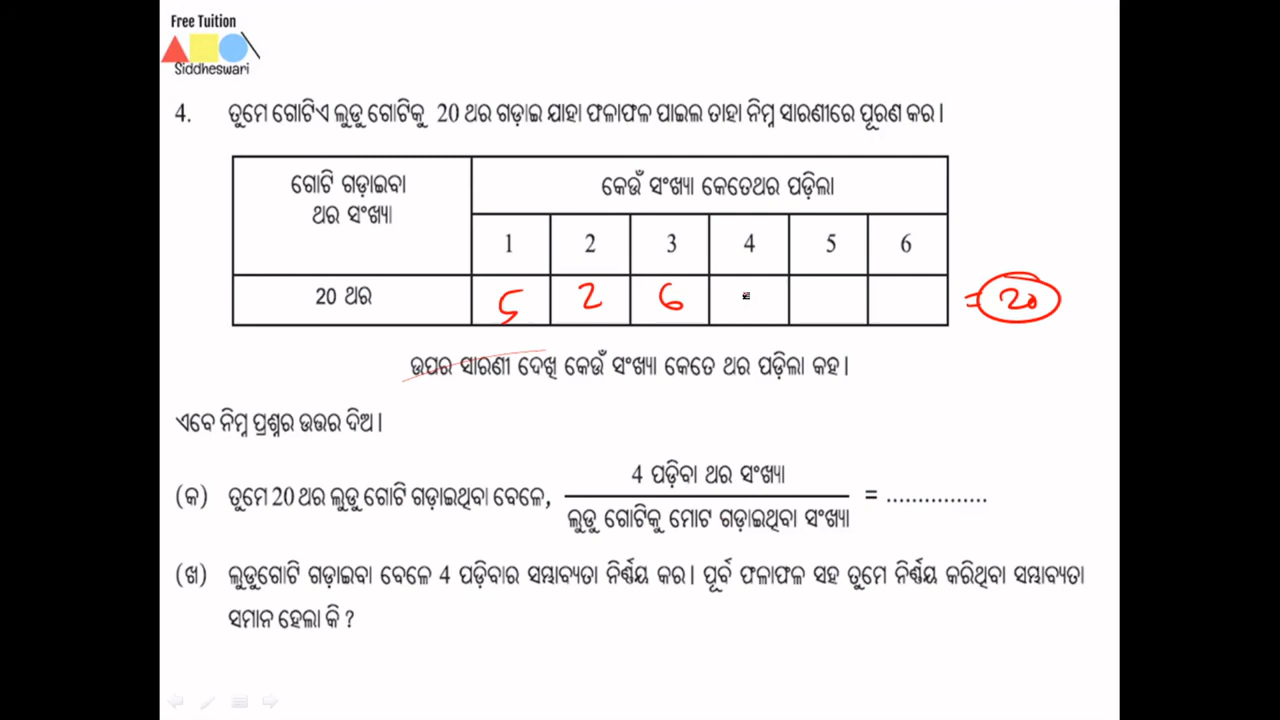 Free Tuition
Siddheswari
4. ତୁମେ ଗୋଟିଏ ଲୁଡୁ ଗୋଟିକୁ 20 ଥର ଗଡ଼ାଇ ଯାହା ଫଳାଫଳ ପାଇଲ ତାହା ନିମ୍ନ ସାରଣୀରେ ପୂରଣ କର ।
ଗୋଟି ଗଡ଼ାଇବା
ଥର ସଂଖ୍ୟା
କେଉଁ ସଂଖ୍ୟା କେତେଥର ପଡ଼ିଲା
1 2 3 4 5 6
20 ଥର 5 2 6 = 20
ଉପର ସାରଣୀ ଦେଖି କେଉଁ ସଂଖ୍ୟା କେତେ ଥର ପଡ଼ିଲା କହ ।
ଏବେ ନିମ୍ନ ପ୍ରଶ୍ନର ଉତ୍ତର ଦିଅ ।
4 ପଡ଼ିବା ଥର ସଂଖ୍ୟା
(କ) ତୁମେ 20 ଥର ଲୁଡୁ ଗୋଟି ଗଡ଼ାଇଥିବା ବେଳେ, = ................
ଲୁଡୁ ଗୋଟିକୁ ମୋଟ ଗଡ଼ାଇଥିବା ସଂଖ୍ୟା
(ଖ) ଲୁଡୁଗୋଟି ଗଡ଼ାଇବା ବେଳେ 4 ପଡ଼ିବାର ସମ୍ଭାବ୍ୟତା ନିର୍ଣ୍ଣୟ କର । ପୂର୍ବ ଫଳାଫଳ ସହ ତୁମେ ନିର୍ଣ୍ଣୟ କରିଥିବା ସମ୍ଭାବ୍ୟତା
ସମାନ ହେଲା କି ?